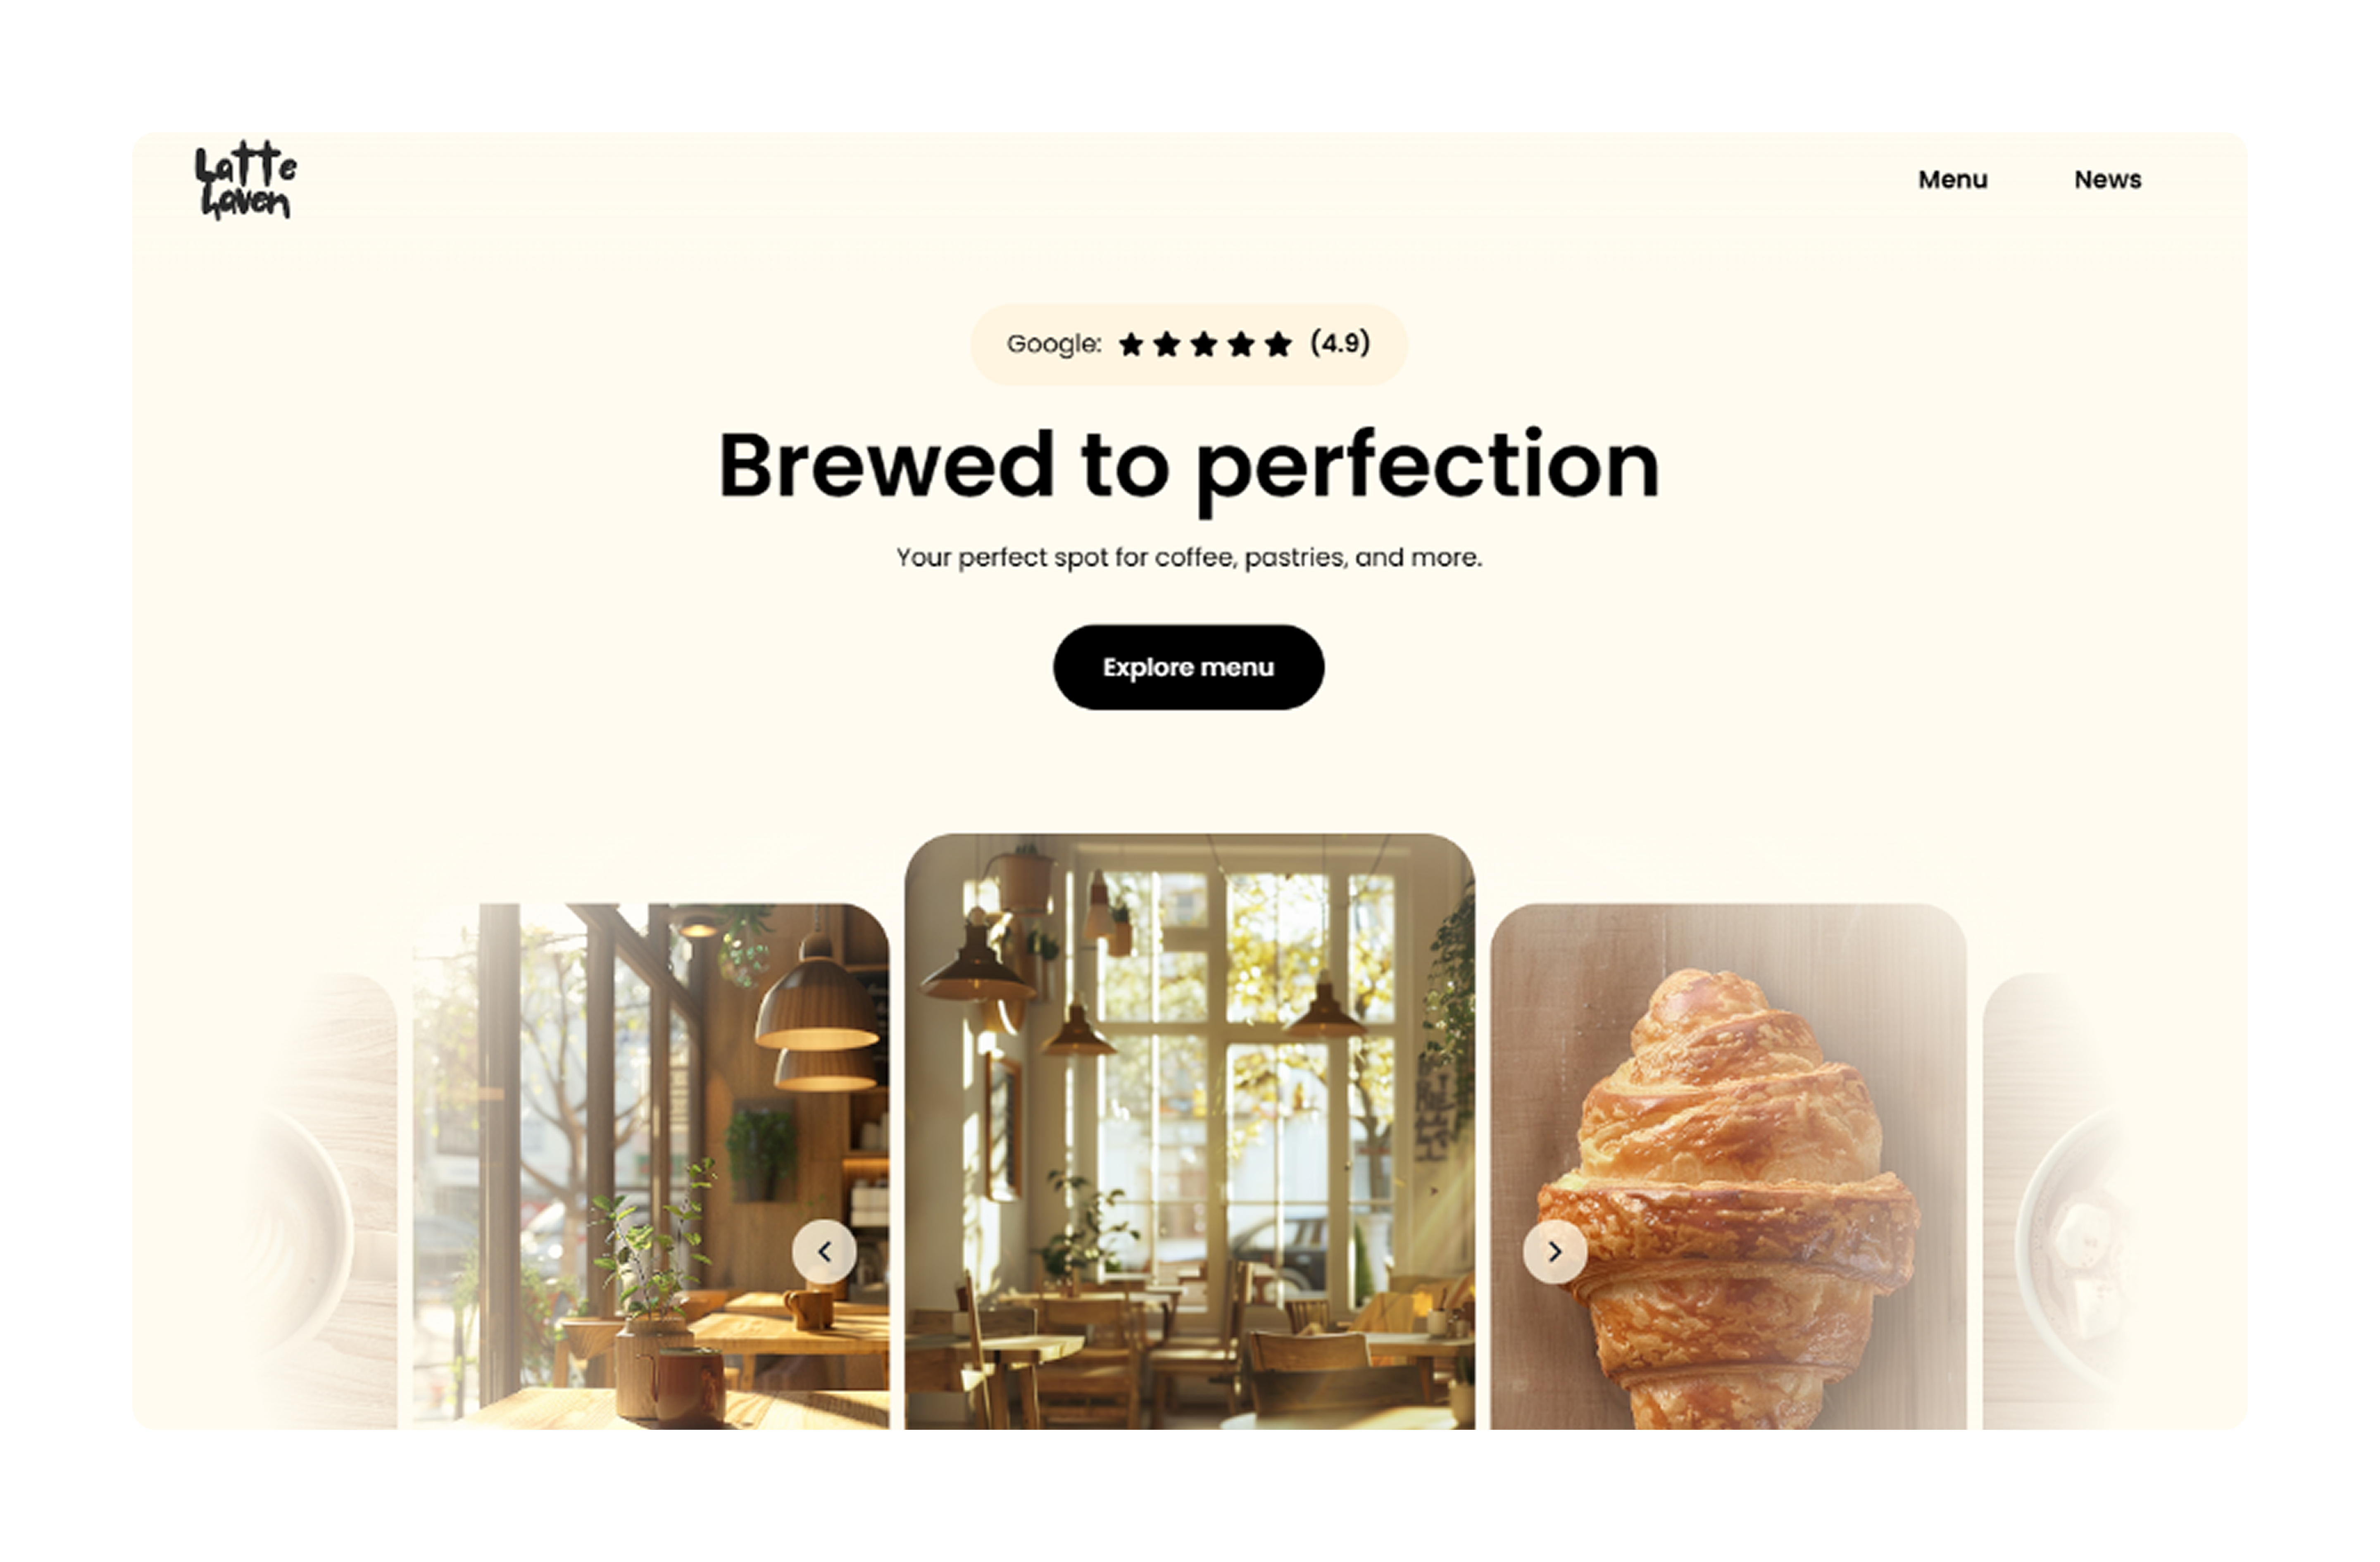 Latte
haven
Menu News
Google: ★★★★★ (4.9)
Brewed to perfection
Your perfect spot for coffee, pastries, and more.
Explore menu